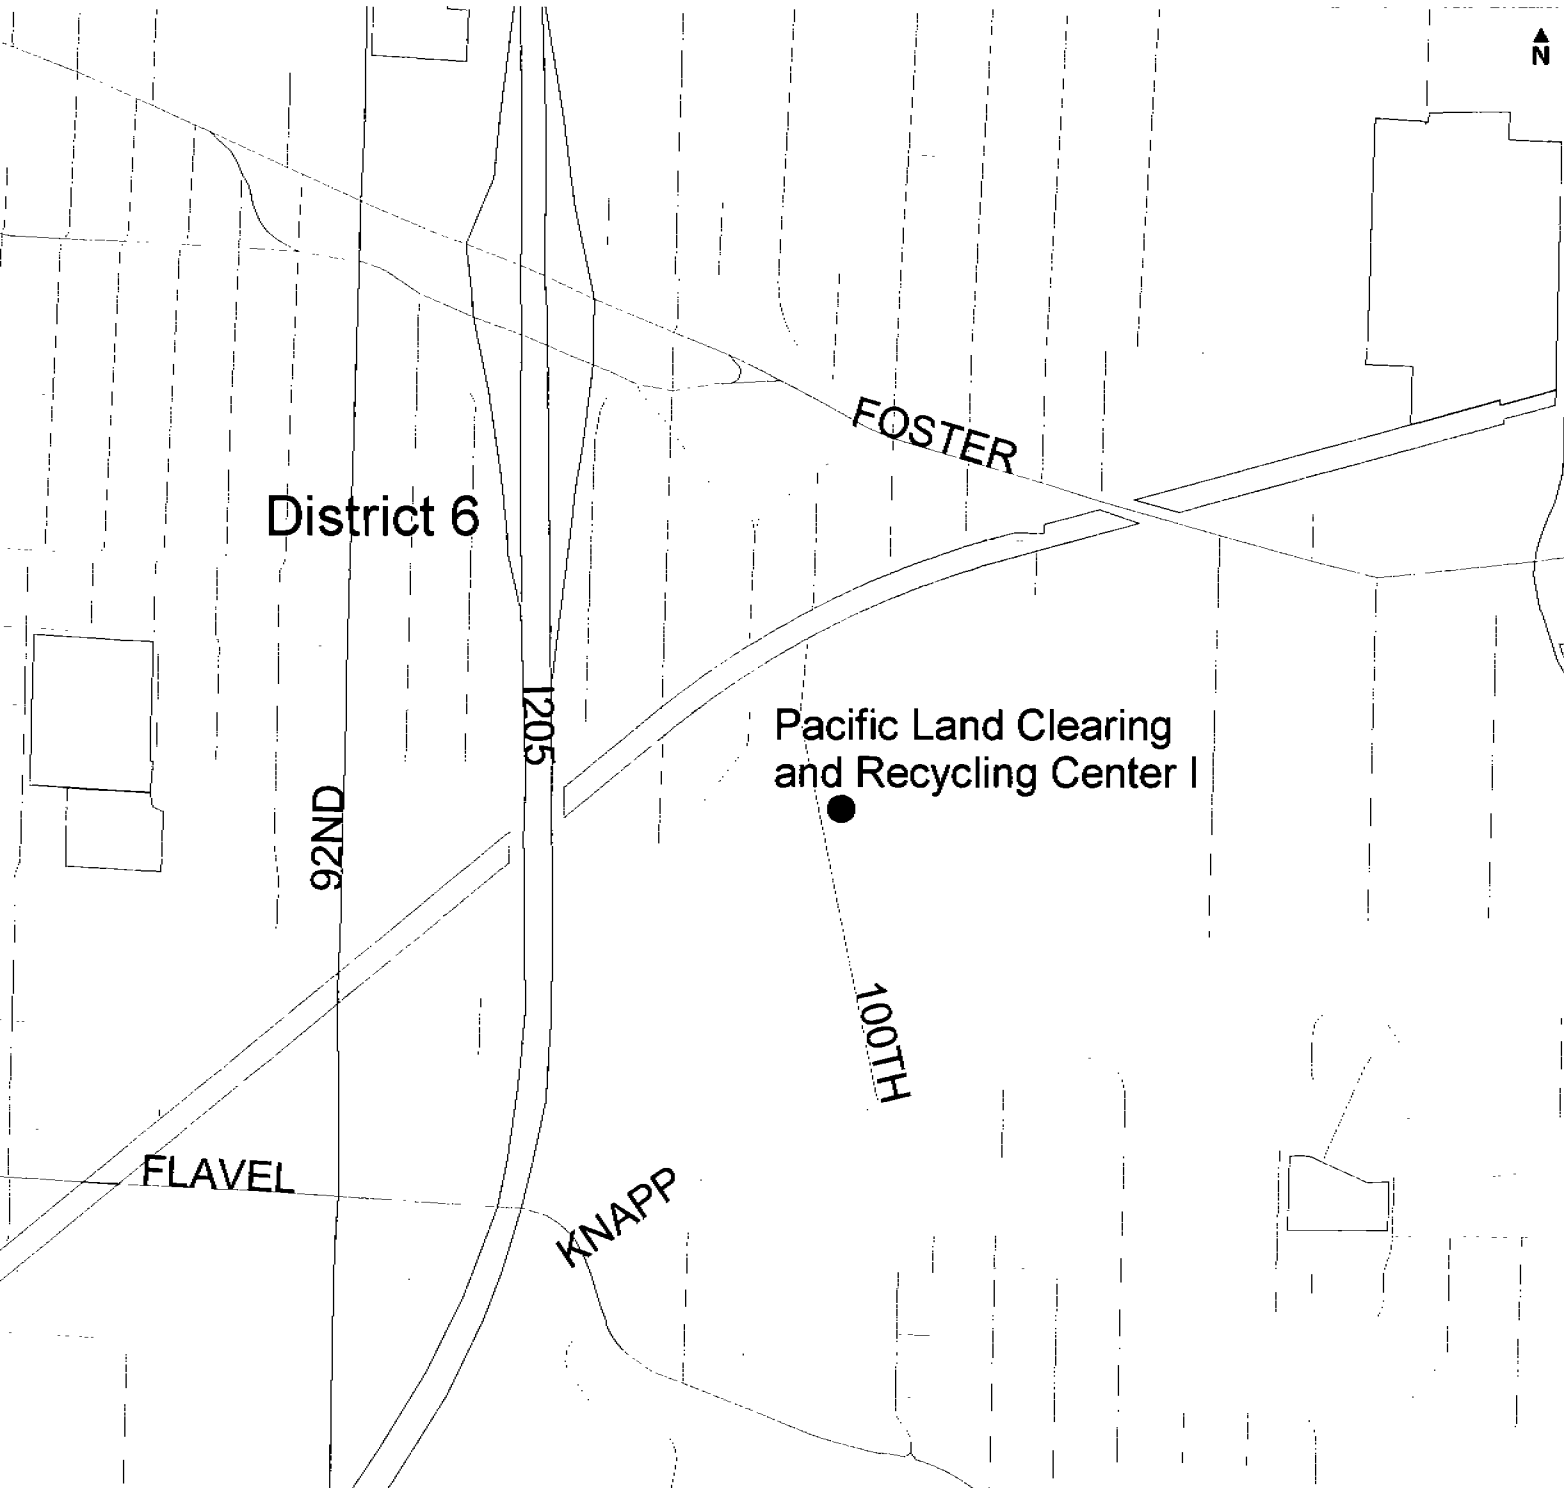 N
FOSTER
District 6
I205
Pacific Land Clearing
and Recycling Center I
92ND
100TH
FLAVEL
KNAPP